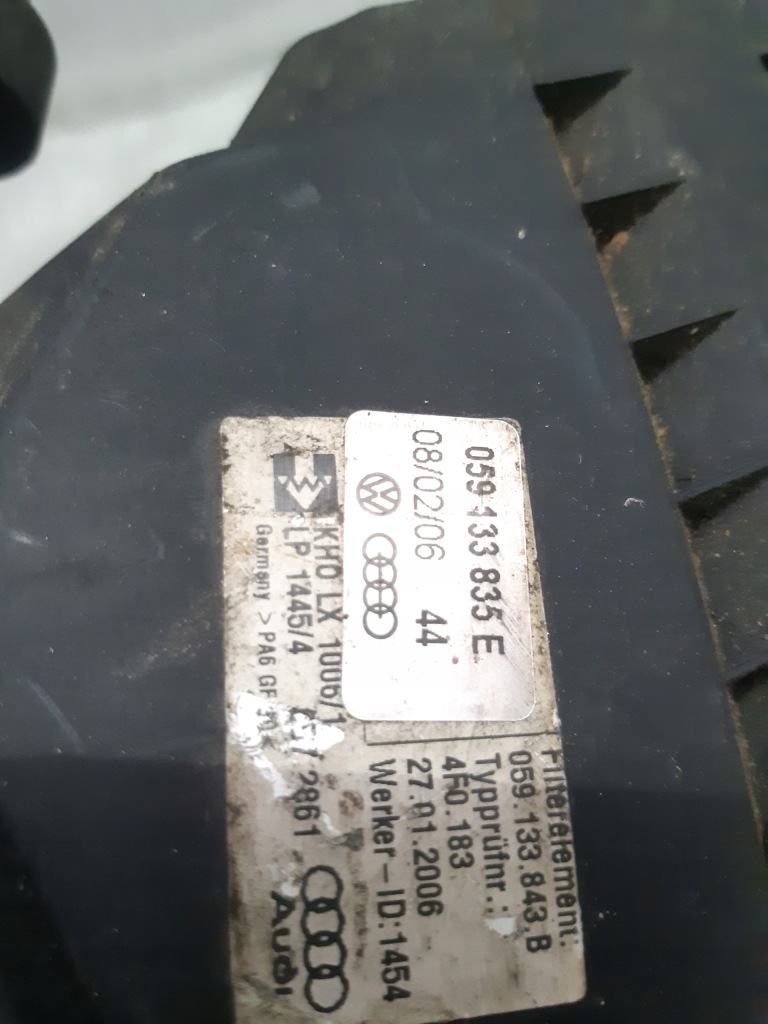 059 133 835 E
08/02/06 44
Filterelement:
059.133.843.B
Typprüfnr.:
4F0.183
27.01.2006
Werker-ID:1454
KHO LX 1006/1
LP 1445/4 2861
Germany >PA6 GF
Audi